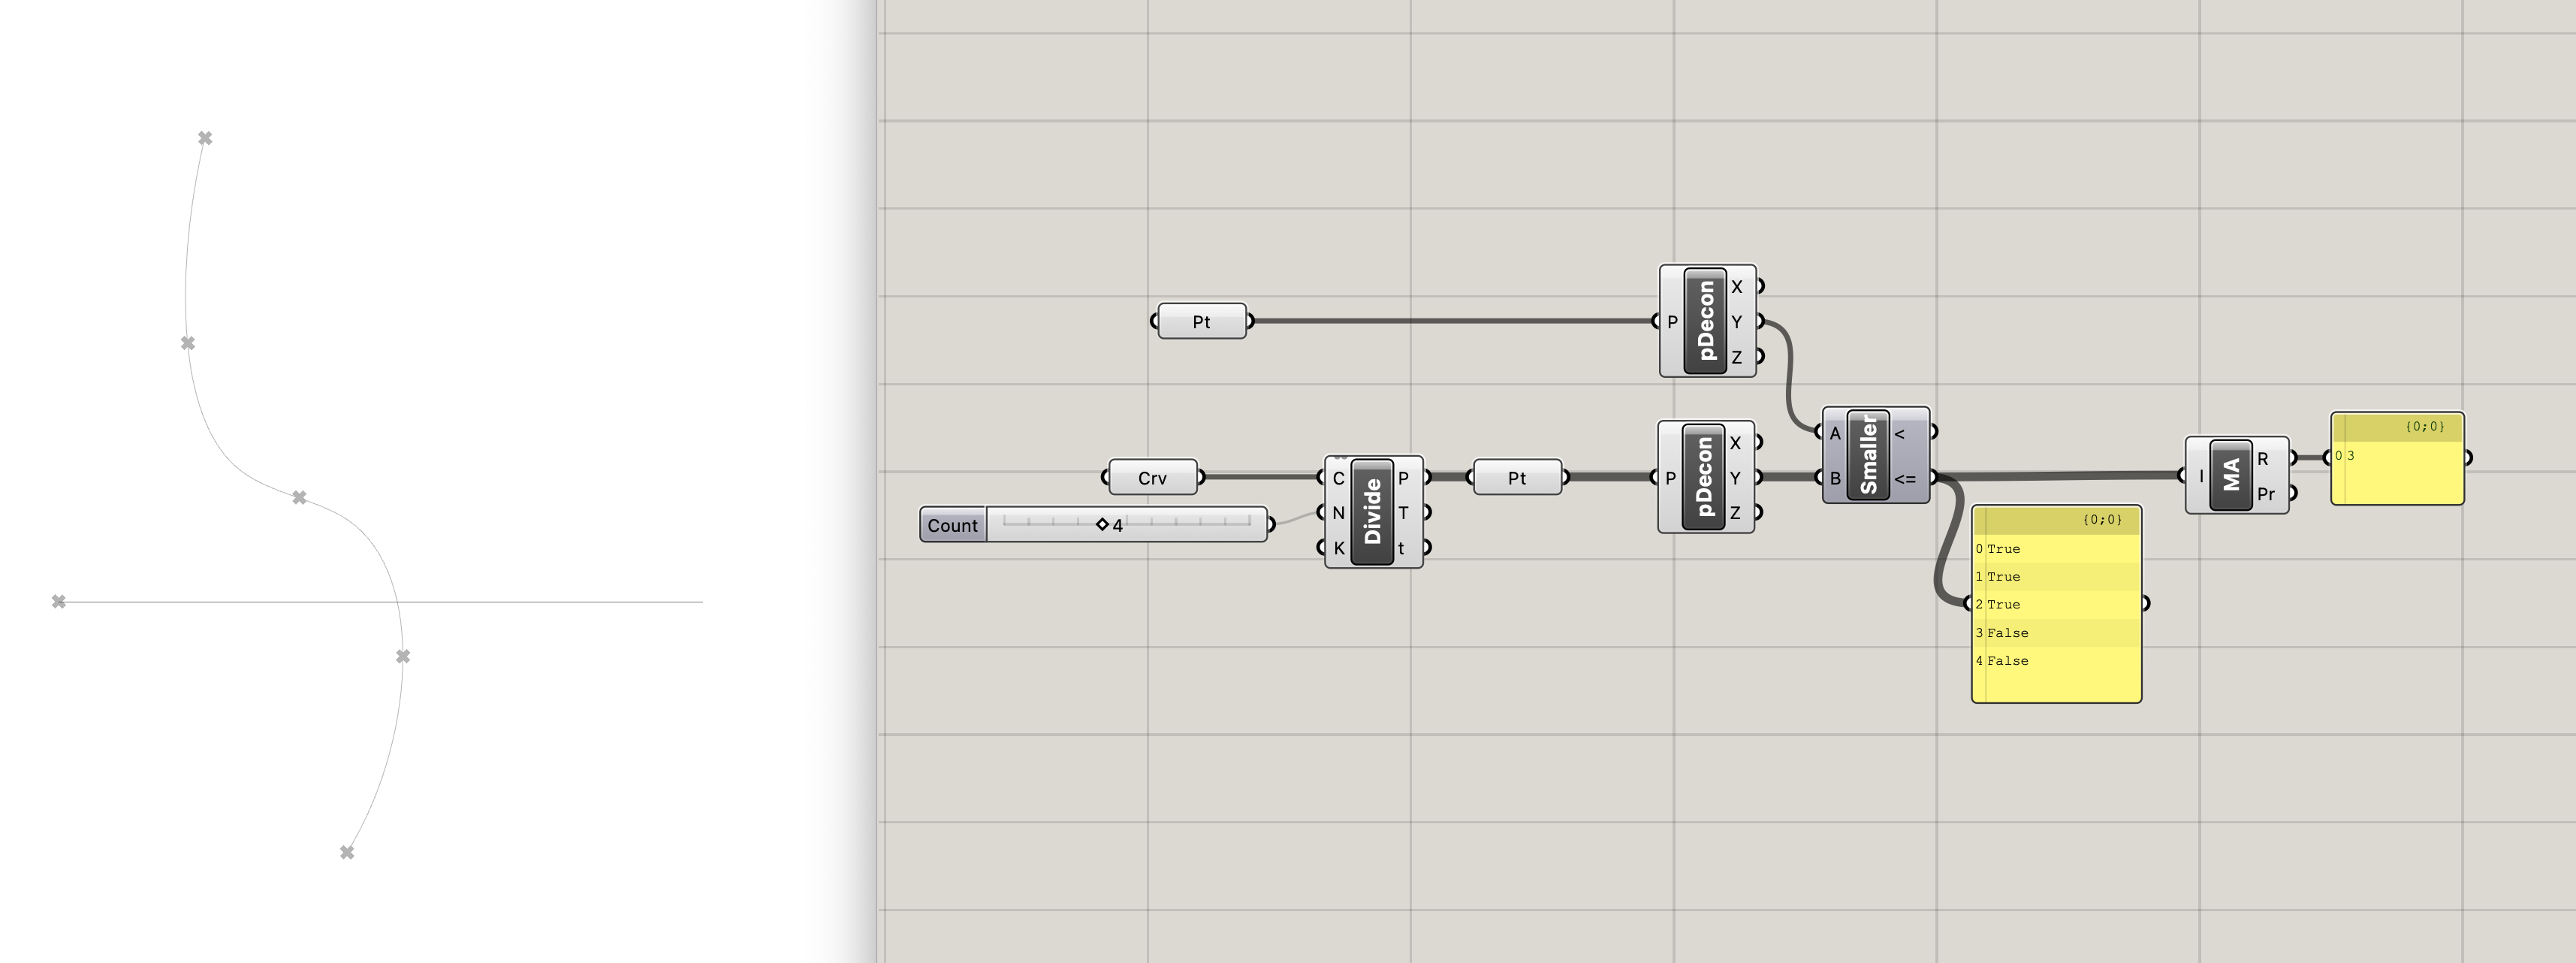 Pt
P pDecon X
Y
Z
Crv
Count 4
C Divide P
N T
K t
Pt
P pDecon X
Y
Z
A Smaller <
B <=
{0;0}
0 True
1 True
2 True
3 False
4 False
I MA R
Pr
{0;0}
0 3